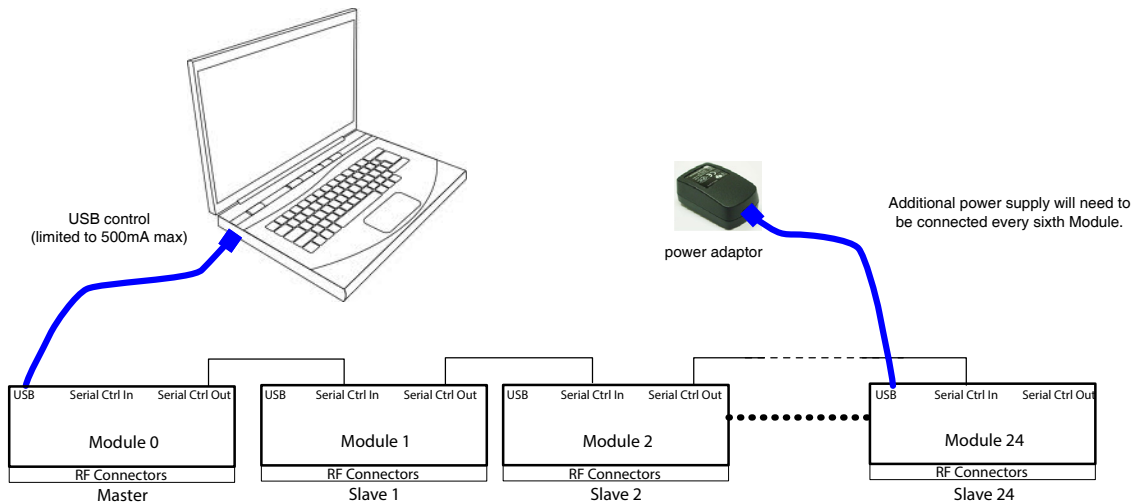 USB control
(limited to 500mA max)
power adaptor
Additional power supply will need to
be connected every sixth Module.
USB Serial Ctrl In Serial Ctrl Out
Module 0
RF Connectors
Master
USB Serial Ctrl In Serial Ctrl Out
Module 1
RF Connectors
Slave 1
USB Serial Ctrl In Serial Ctrl Out
Module 2
RF Connectors
Slave 2
USB Serial Ctrl In Serial Ctrl Out
Module 24
RF Connectors
Slave 24